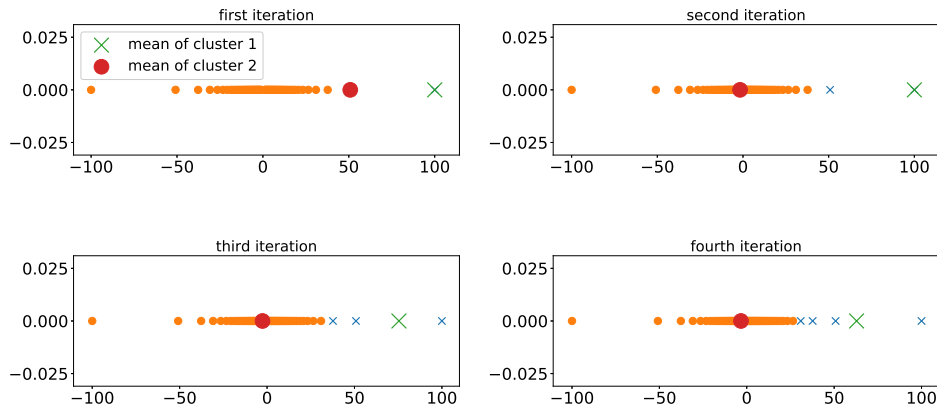 first iteration
0.025
0.000
−0.025
mean of cluster 1
mean of cluster 2
−100 −50 0 50 100
second iteration
0.025
0.000
−0.025
−100 −50 0 50 100
third iteration
0.025
0.000
−0.025
−100 −50 0 50 100
fourth iteration
0.025
0.000
−0.025
−100 −50 0 50 100